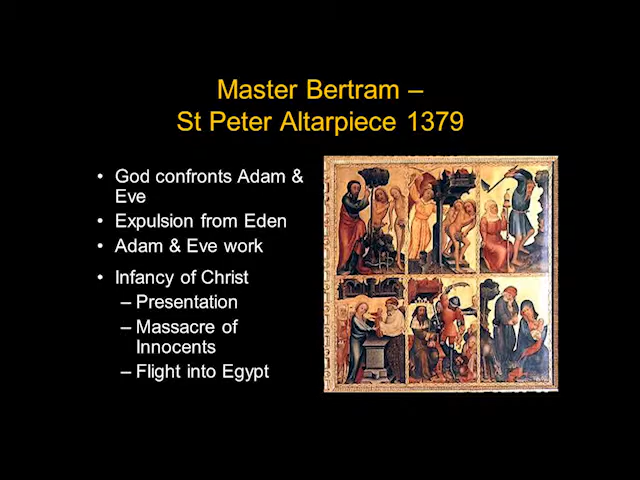 Master Bertram –
St Peter Altarpiece 1379
• God confronts Adam &
Eve
• Expulsion from Eden
• Adam & Eve work
• Infancy of Christ
– Presentation
– Massacre of
Innocents
– Flight into Egypt